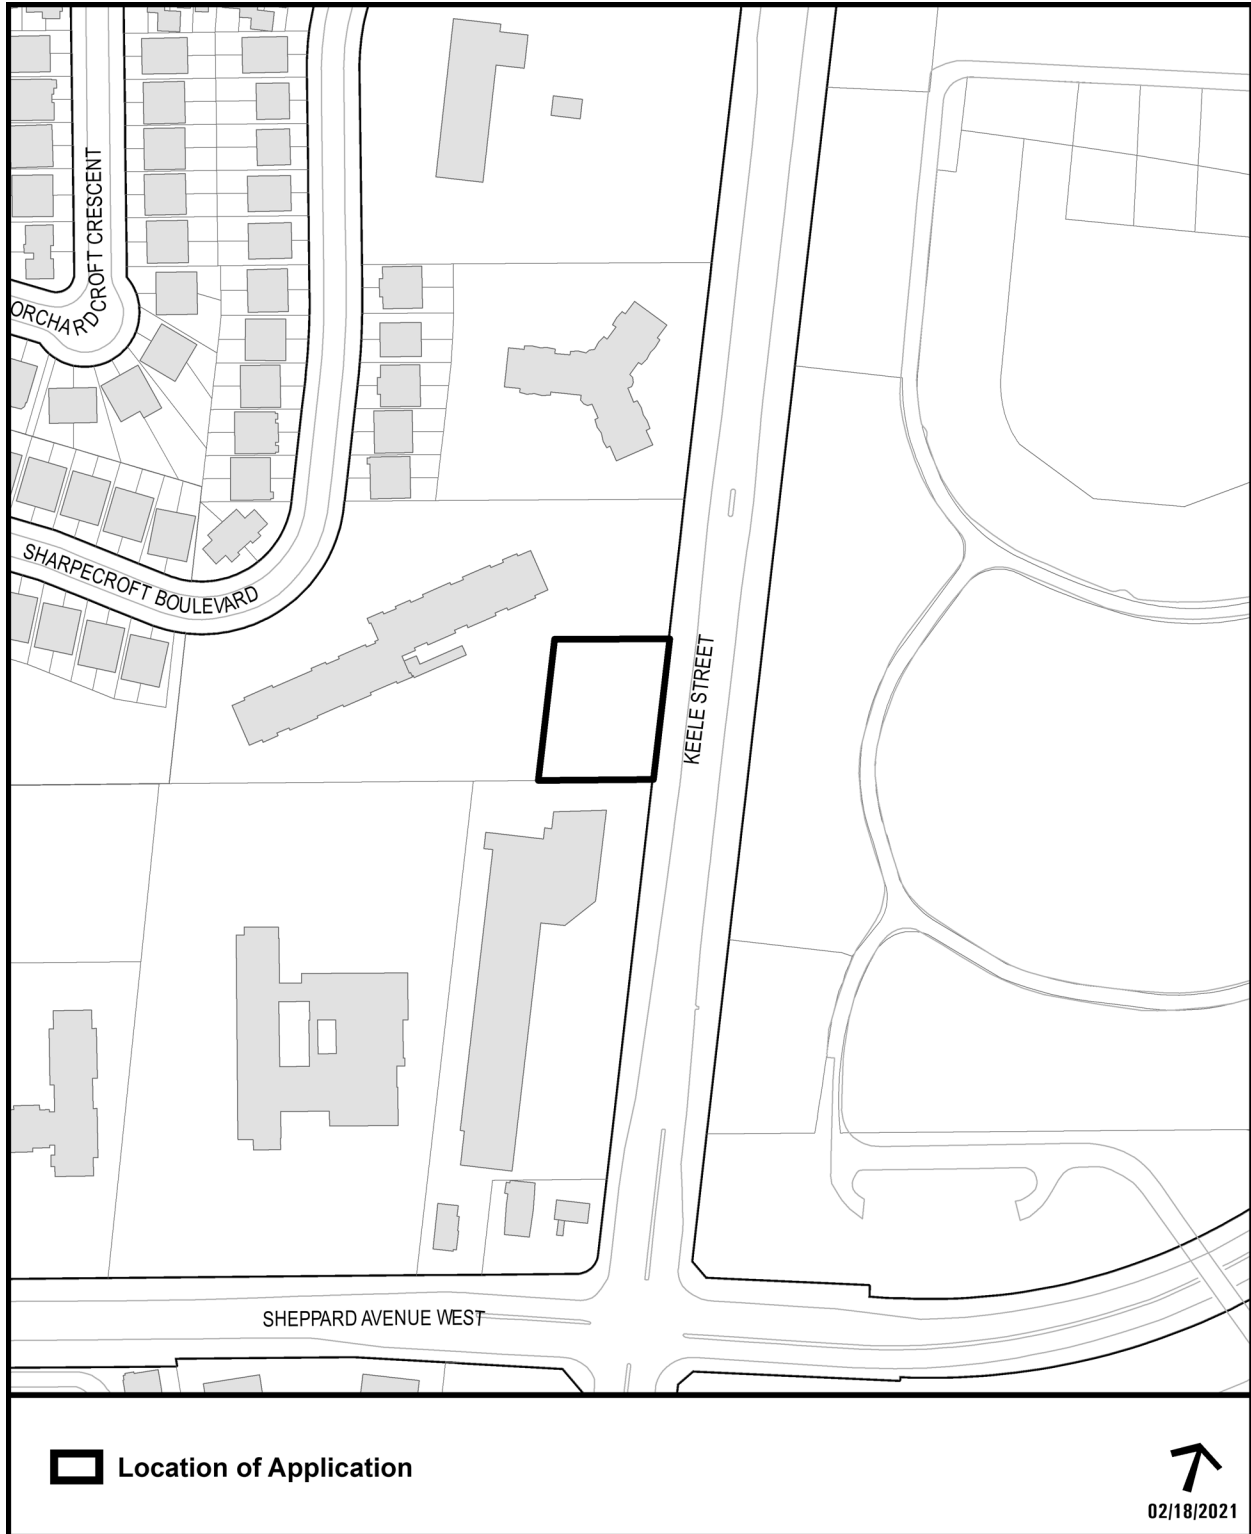 ORCHARDCROFT CRESCENT
SHARPECROFT BOULEVARD
KEELE STREET
SHEPPARD AVENUE WEST
Location of Application
02/18/2021